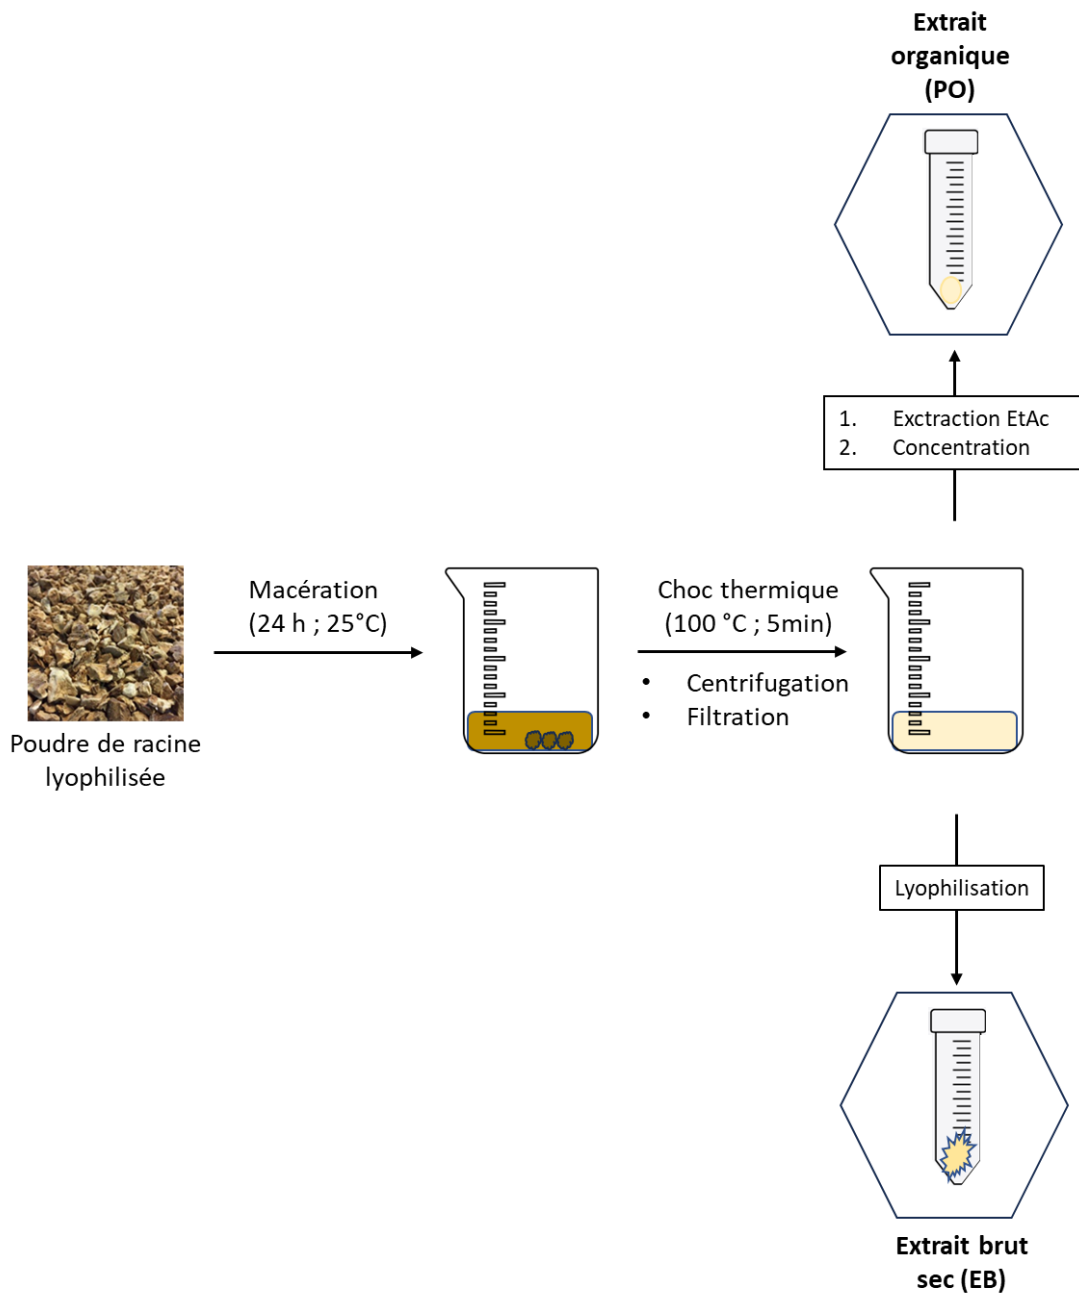 Extrait
organique
(PO)
1. Exctraction EtAc
2. Concentration
Macération
(24 h ; 25°C)
Choc thermique
(100 °C ; 5min)
• Centrifugation
• Filtration
Poudre de racine
lyophilisée
Lyophilisation
Extrait brut
sec (EB)